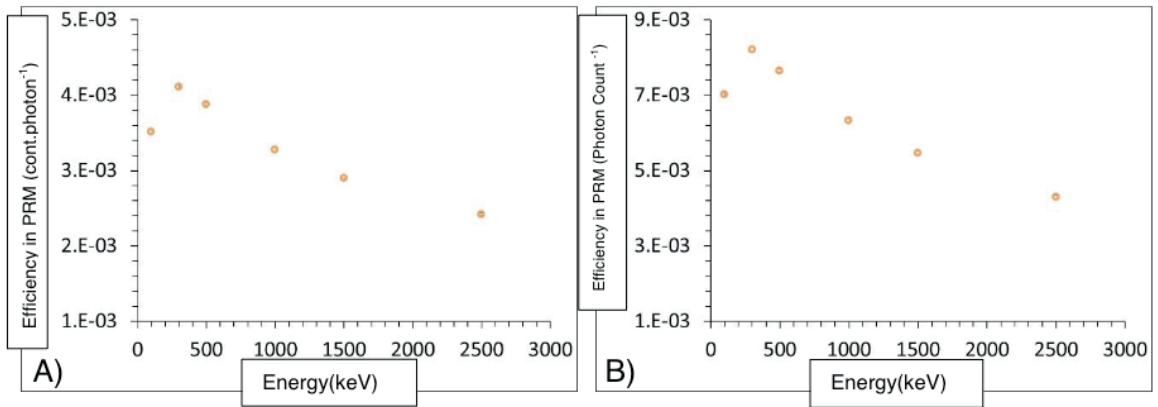 Efficiency in PRM (cont.photon⁻¹)
5.E-03
4.E-03
3.E-03
2.E-03
1.E-03
0 500 1000 1500 2000 2500 3000
Energy(keV)
A)
Efficiency in PRM (Photon Count ⁻¹)
9.E-03
7.E-03
5.E-03
3.E-03
1.E-03
0 500 1000 1500 2000 2500 3000
Energy(keV)
B)